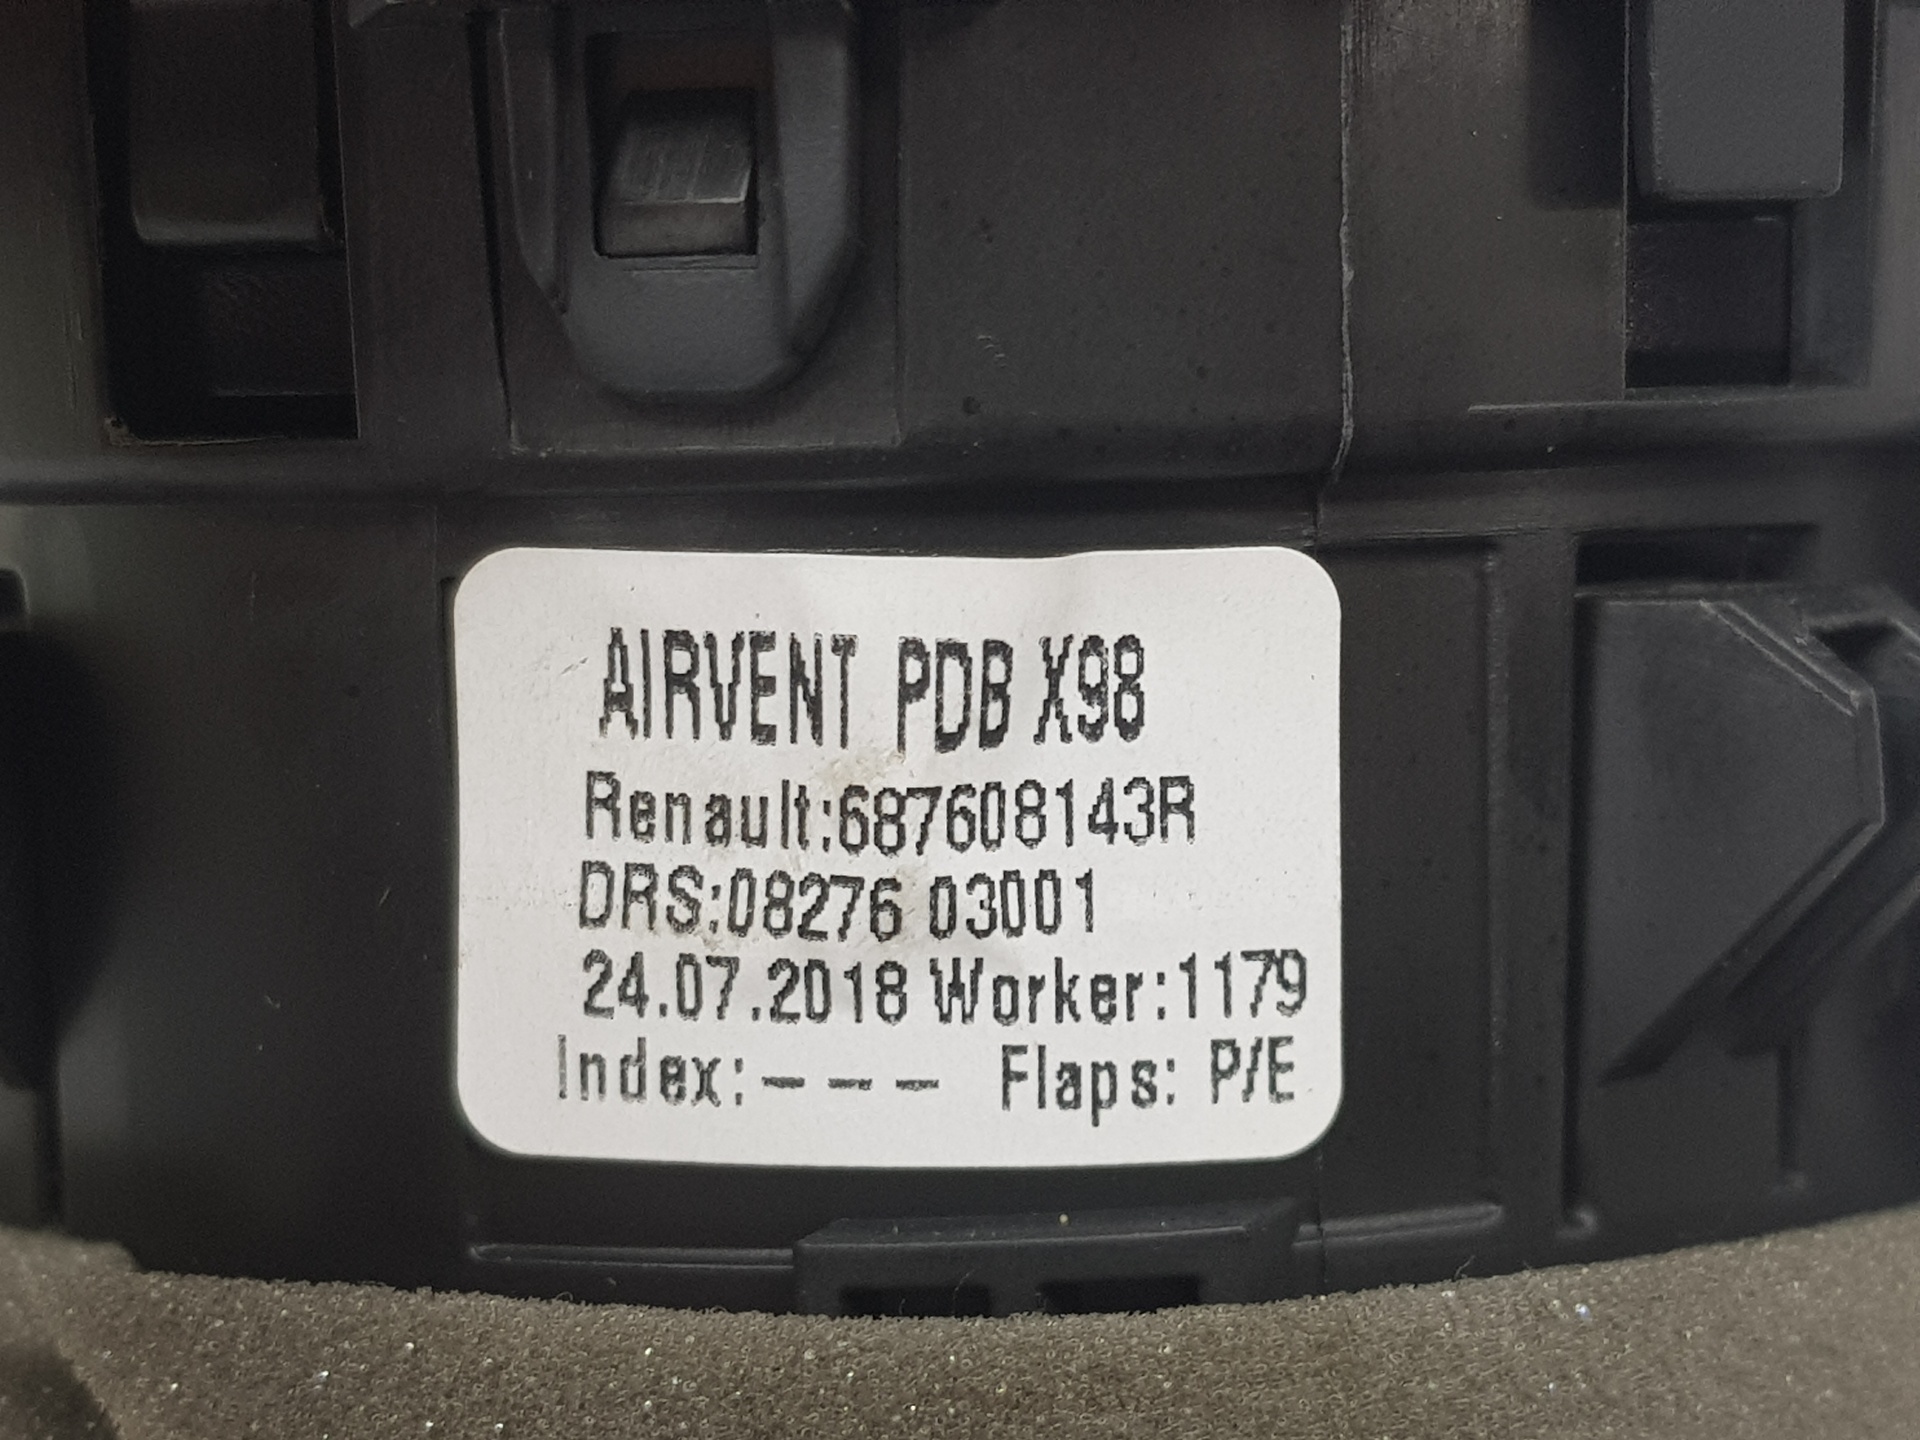 AIRVENT PDB X98
Renault:687608143R
DRS:08276 03001
24.07.2018 Worker:1179
Index:--- Flaps: P/E